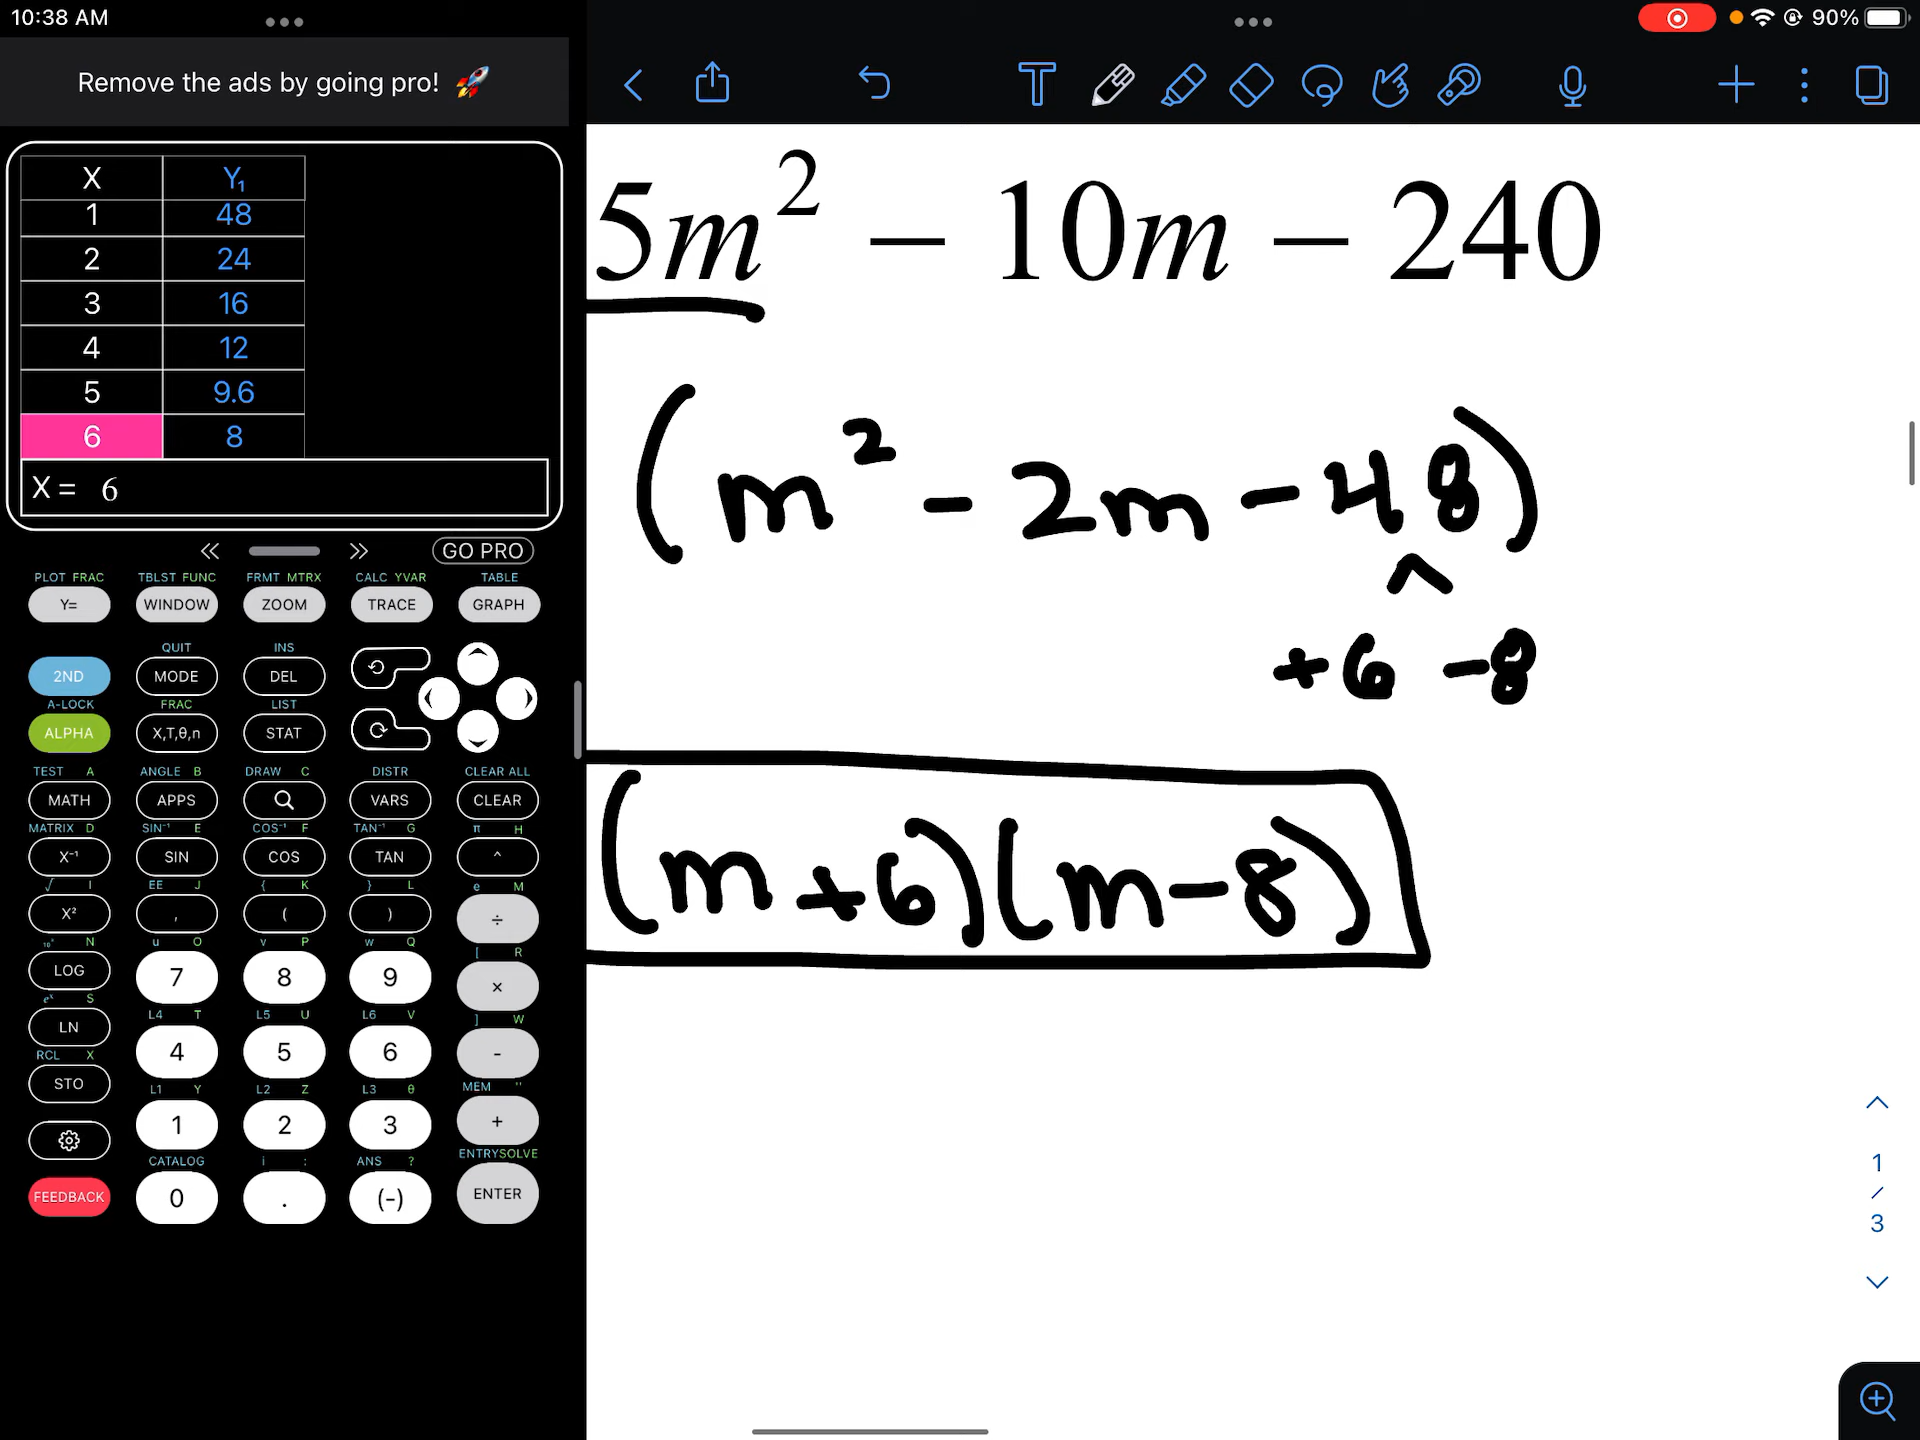 10:38 AM
90%
Remove the ads by going pro! 🚀
X Y₁
1 48
2 24
3 16
4 12
5 9.6
6 8
X = 6
« » GO PRO
PLOT FRAC TBLST FUNC FRMT MTRX CALC YVAR TABLE
Y= WINDOW ZOOM TRACE GRAPH
QUIT INS
2ND MODE DEL
A-LOCK FRAC LIST
ALPHA X,T,θ,n STAT
TEST A ANGLE B DRAW C DISTR CLEAR ALL
MATH APPS VARS CLEAR
MATRIX D SIN⁻¹ E COS⁻¹ F TAN⁻¹ G π H
X⁻¹ SIN COS TAN ^
√ I EE J { K } L e M
X² , ( ) ÷
10ˣ N u O v P w Q [ R
LOG 7 8 9 ×
eˣ S L4 T L5 U L6 V ] W
LN 4 5 6 -
RCL X L1 Y L2 Z L3 θ MEM "
STO 1 2 3 +
CATALOG i : ANS ? ENTRY SOLVE
FEEDBACK 0 . (-) ENTER
T
5m² − 10m − 240
(m² - 2m - 48)
^
+6 -8
(m +6)(m -8)
1
/
3